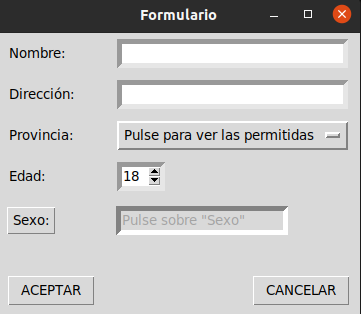 Formulario
Nombre:
Dirección:
Provincia: Pulse para ver las permitidas
Edad: 18
Sexo: Pulse sobre "Sexo"
ACEPTAR CANCELAR